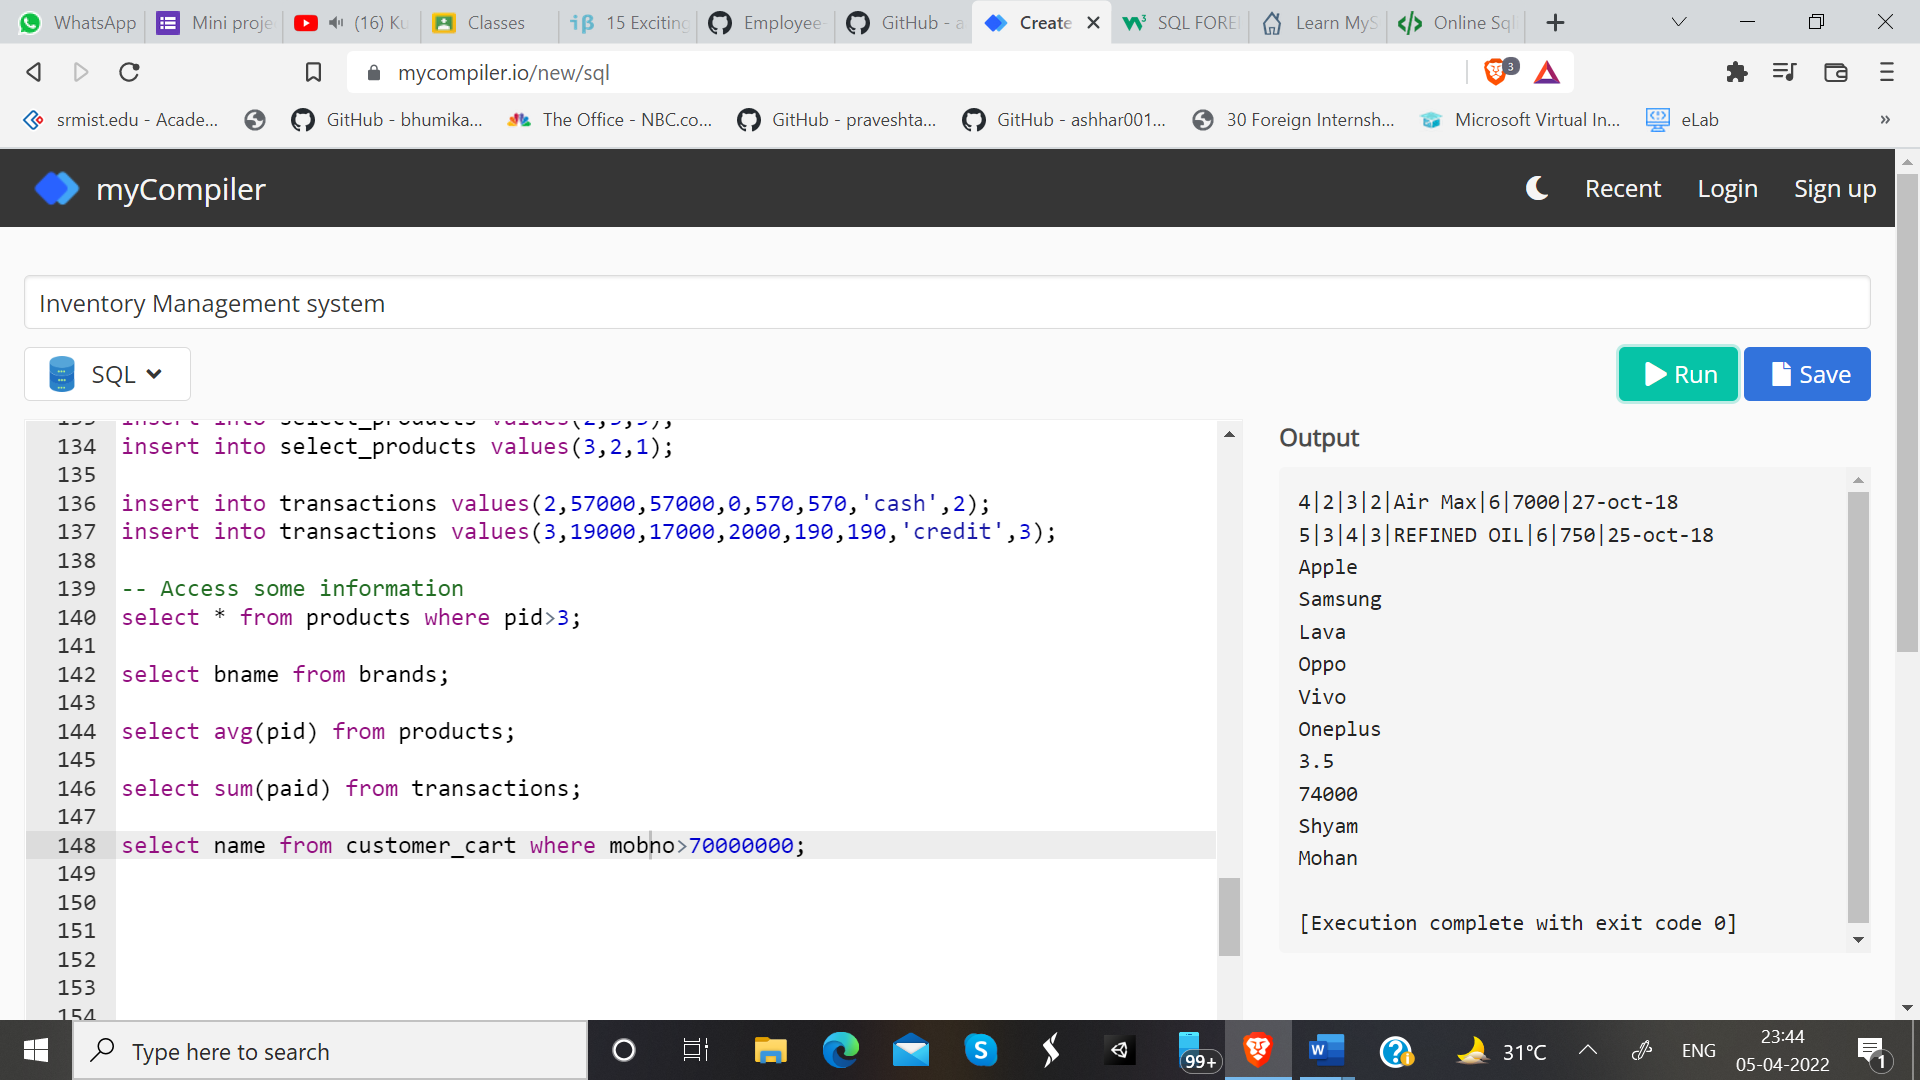 WhatsApp
Mini proje
(16) Ku
Classes
15 Exciting
Employee-
GitHub - a
Create
SQL FORE
Learn MyS
Online Sql
mycompiler.io/new/sql
3
srmist.edu - Acade...
GitHub - bhumika...
The Office - NBC.co...
GitHub - praveshta...
GitHub - ashhar001...
30 Foreign Internsh...
Microsoft Virtual In...
eLab
»
myCompiler
Recent
Login
Sign up
Inventory Management system
SQL
Run
Save
134 insert into select_products values(3,2,1);
135
136 insert into transactions values(2,57000,57000,0,570,570,'cash',2);
137 insert into transactions values(3,19000,17000,2000,190,190,'credit',3);
138
139 -- Access some information
140 select * from products where pid>3;
141
142 select bname from brands;
143
144 select avg(pid) from products;
145
146 select sum(paid) from transactions;
147
148 select name from customer_cart where mobno>70000000;
149
150
151
152
153
154
Output
4|2|3|2|Air Max|6|7000|27-oct-18
5|3|4|3|REFINED OIL|6|750|25-oct-18
Apple
Samsung
Lava
Oppo
Vivo
Oneplus
3.5
74000
Shyam
Mohan
[Execution complete with exit code 0]
Type here to search
99+
31°C
ENG
23:44
05-04-2022
1